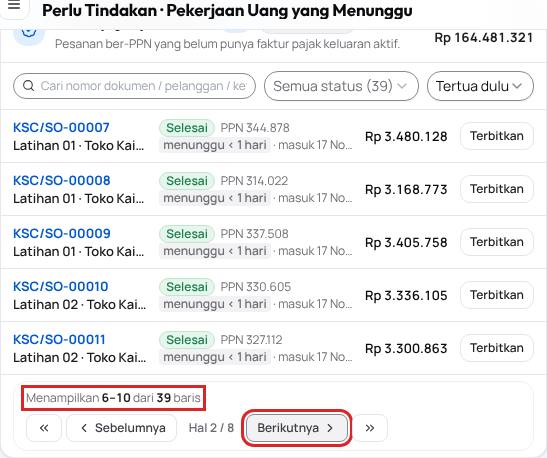 Perlu Tindakan · Pekerjaan Uang yang Menunggu
Pesanan ber-PPN yang belum punya faktur pajak keluaran aktif.
Rp 164.481.321
Cari nomor dokumen / pelanggan / ke
Semua status (39)
Tertua dulu
KSC/SO-00007
Selesai PPN 344.878
Latihan 01 · Toko Kai...
menunggu < 1 hari · masuk 17 No...
Rp 3.480.128
Terbitkan
KSC/SO-00008
Selesai PPN 314.022
Latihan 01 · Toko Kai...
menunggu < 1 hari · masuk 17 No...
Rp 3.168.773
Terbitkan
KSC/SO-00009
Selesai PPN 337.508
Latihan 01 · Toko Kai...
menunggu < 1 hari · masuk 17 No...
Rp 3.405.758
Terbitkan
KSC/SO-00010
Selesai PPN 330.605
Latihan 02 · Toko Kai...
menunggu < 1 hari · masuk 17 No...
Rp 3.336.105
Terbitkan
KSC/SO-00011
Selesai PPN 327.112
Latihan 02 · Toko Kai...
menunggu < 1 hari · masuk 17 No...
Rp 3.300.863
Terbitkan
Menampilkan 6–10 dari 39 baris
« ‹ Sebelumnya Hal 2 / 8 Berikutnya › »